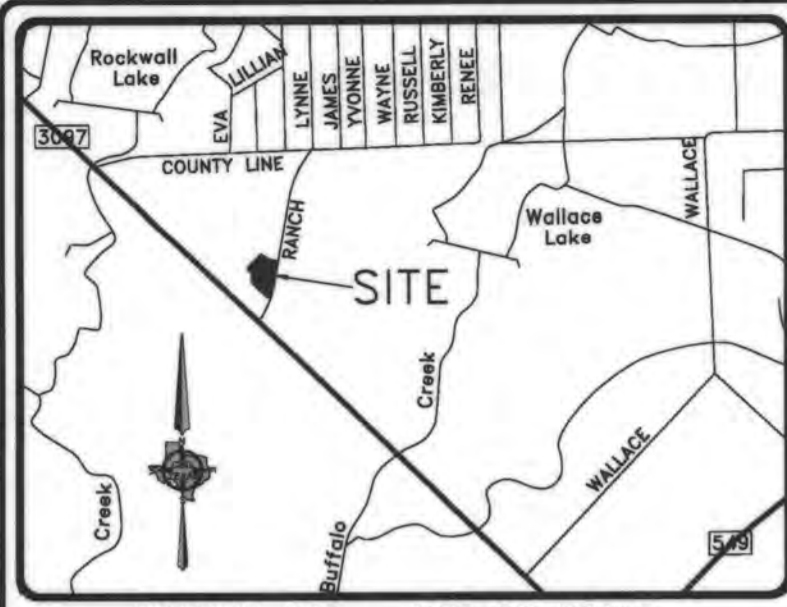 Rockwall
Lake
LILLIAN
EVA
LYNNE
JAMES
YVONNE
WAYNE
RUSSELL
KIMBERLY
RENEE
3097
COUNTY LINE
WALLACE
RANCH
Wallace
Lake
SITE
Creek
WALLACE
Creek
Buffalo
549